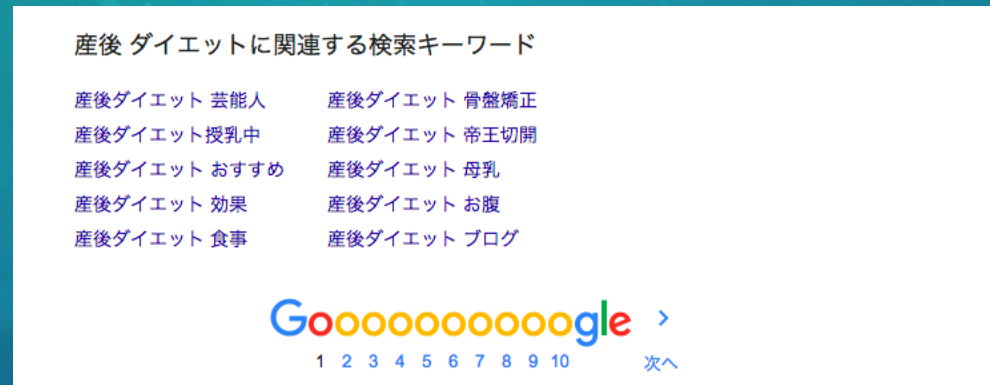 産後 ダイエットに関連する検索キーワード
産後ダイエット 芸能人
産後ダイエット授乳中
産後ダイエット おすすめ
産後ダイエット 効果
産後ダイエット 食事
産後ダイエット 骨盤矯正
産後ダイエット 帝王切開
産後ダイエット 母乳
産後ダイエット お腹
産後ダイエット ブログ
Goooooooooogle >
1 2 3 4 5 6 7 8 9 10 次へ